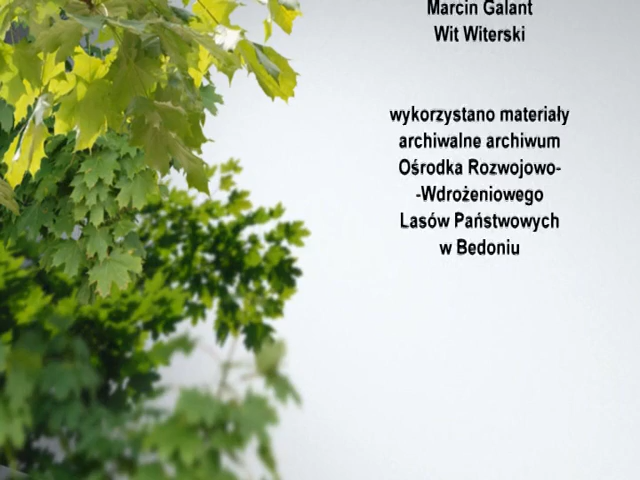 Marcin Galant
Wit Witerski
wykorzystano materiały
archiwalne archiwum
Ośrodka Rozwojowo-
-Wdrożeniowego
Lasów Państwowych
w Bedoniu